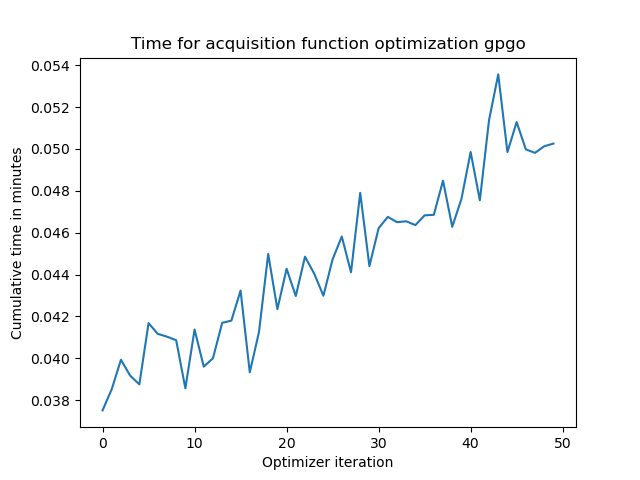 Time for acquisition function optimization gpgo
0.054
0.052
0.050
0.048
0.046
0.044
0.042
0.040
0.038
Cumulative time in minutes
0 10 20 30 40 50
Optimizer iteration